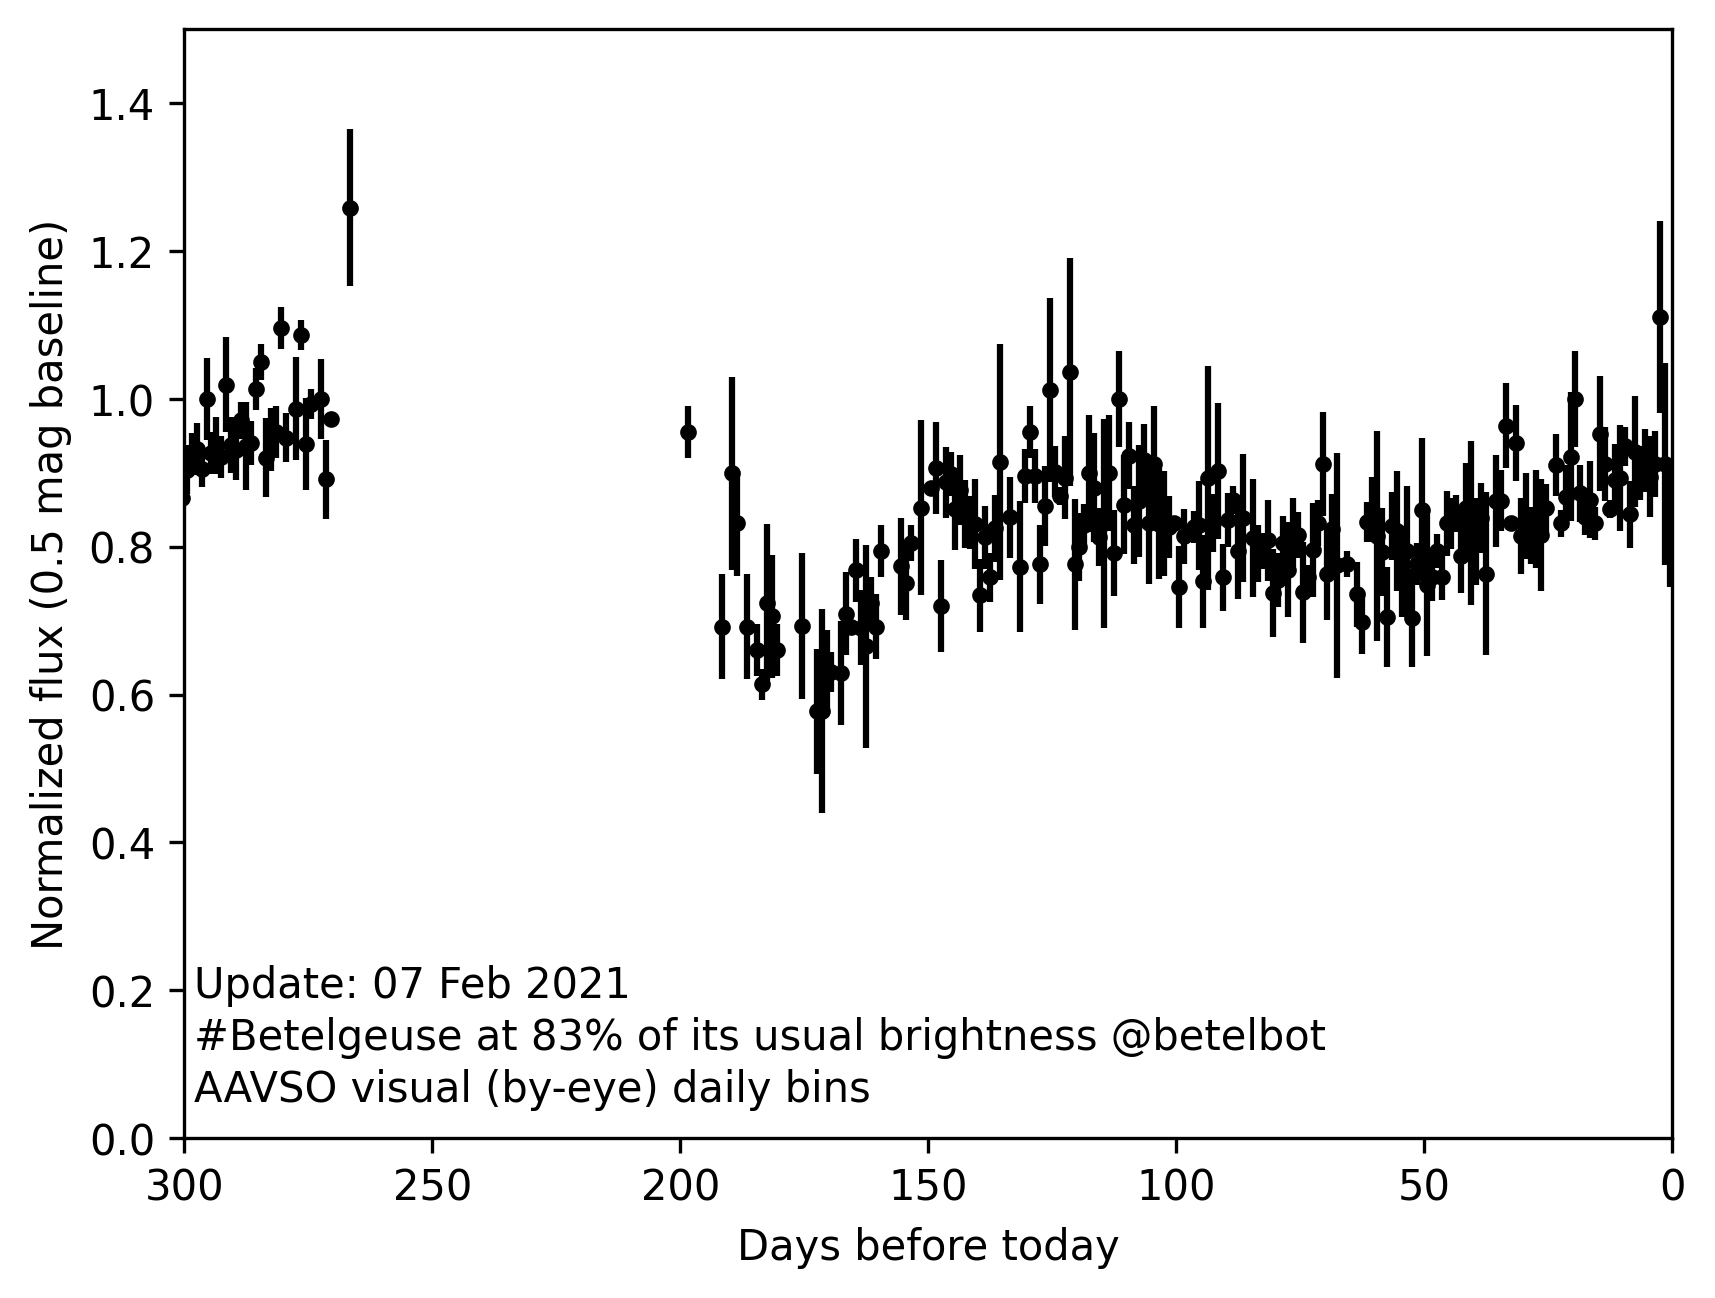 1.4
1.2
1.0
0.8
0.6
0.4
0.2
0.0
Normalized flux (0.5 mag baseline)
Update: 07 Feb 2021
#Betelgeuse at 83% of its usual brightness @betelbot
AAVSO visual (by-eye) daily bins
300 250 200 150 100 50 0
Days before today